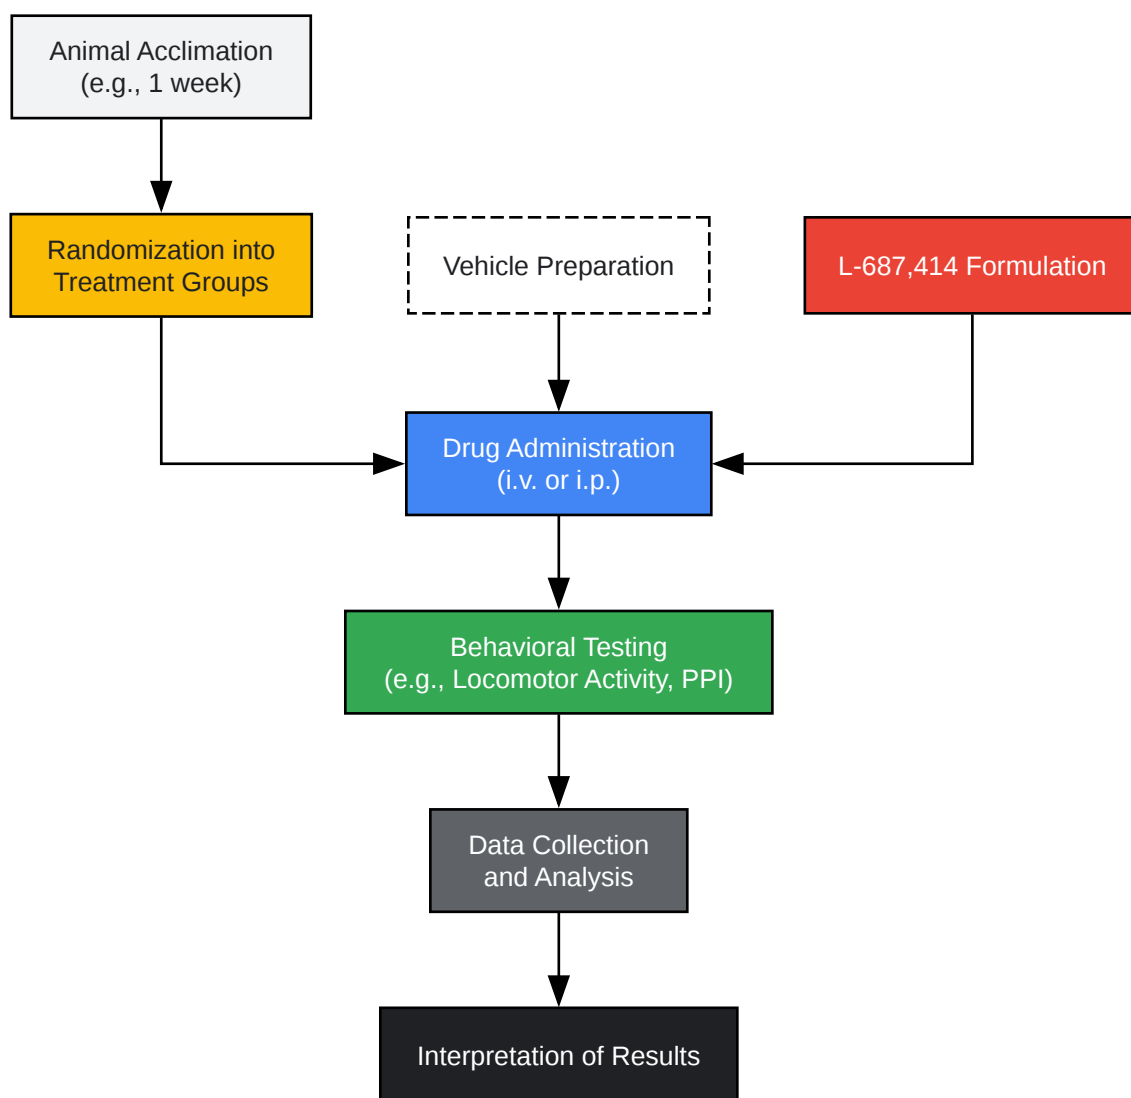 Animal Acclimation
(e.g., 1 week)
Randomization into
Treatment Groups
Vehicle Preparation
L-687,414 Formulation
Drug Administration
(i.v. or i.p.)
Behavioral Testing
(e.g., Locomotor Activity, PPI)
Data Collection
and Analysis
Interpretation of Results